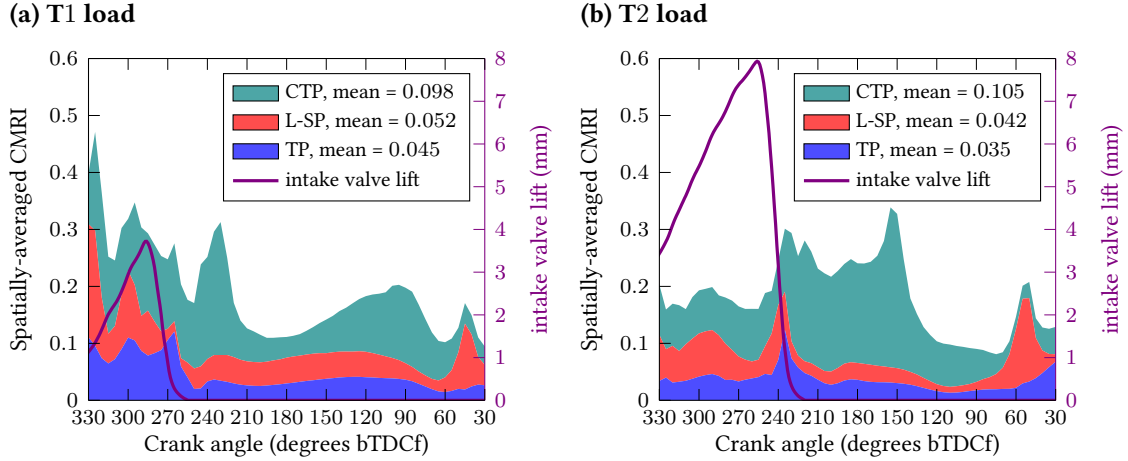 (a) T1 load
Spatially-averaged CMRI
0.6
0.5
0.4
0.3
0.2
0.1
0
CTP, mean = 0.098
L-SP, mean = 0.052
TP, mean = 0.045
intake valve lift
8
7
6
5
4
3
2
1
0
intake valve lift (mm)
330 300 270 240 210 180 150 120 90 60 30
Crank angle (degrees bTDCf)
(b) T2 load
Spatially-averaged CMRI
0.6
0.5
0.4
0.3
0.2
0.1
0
CTP, mean = 0.105
L-SP, mean = 0.042
TP, mean = 0.035
intake valve lift
8
7
6
5
4
3
2
1
0
intake valve lift (mm)
330 300 270 240 210 180 150 120 90 60 30
Crank angle (degrees bTDCf)